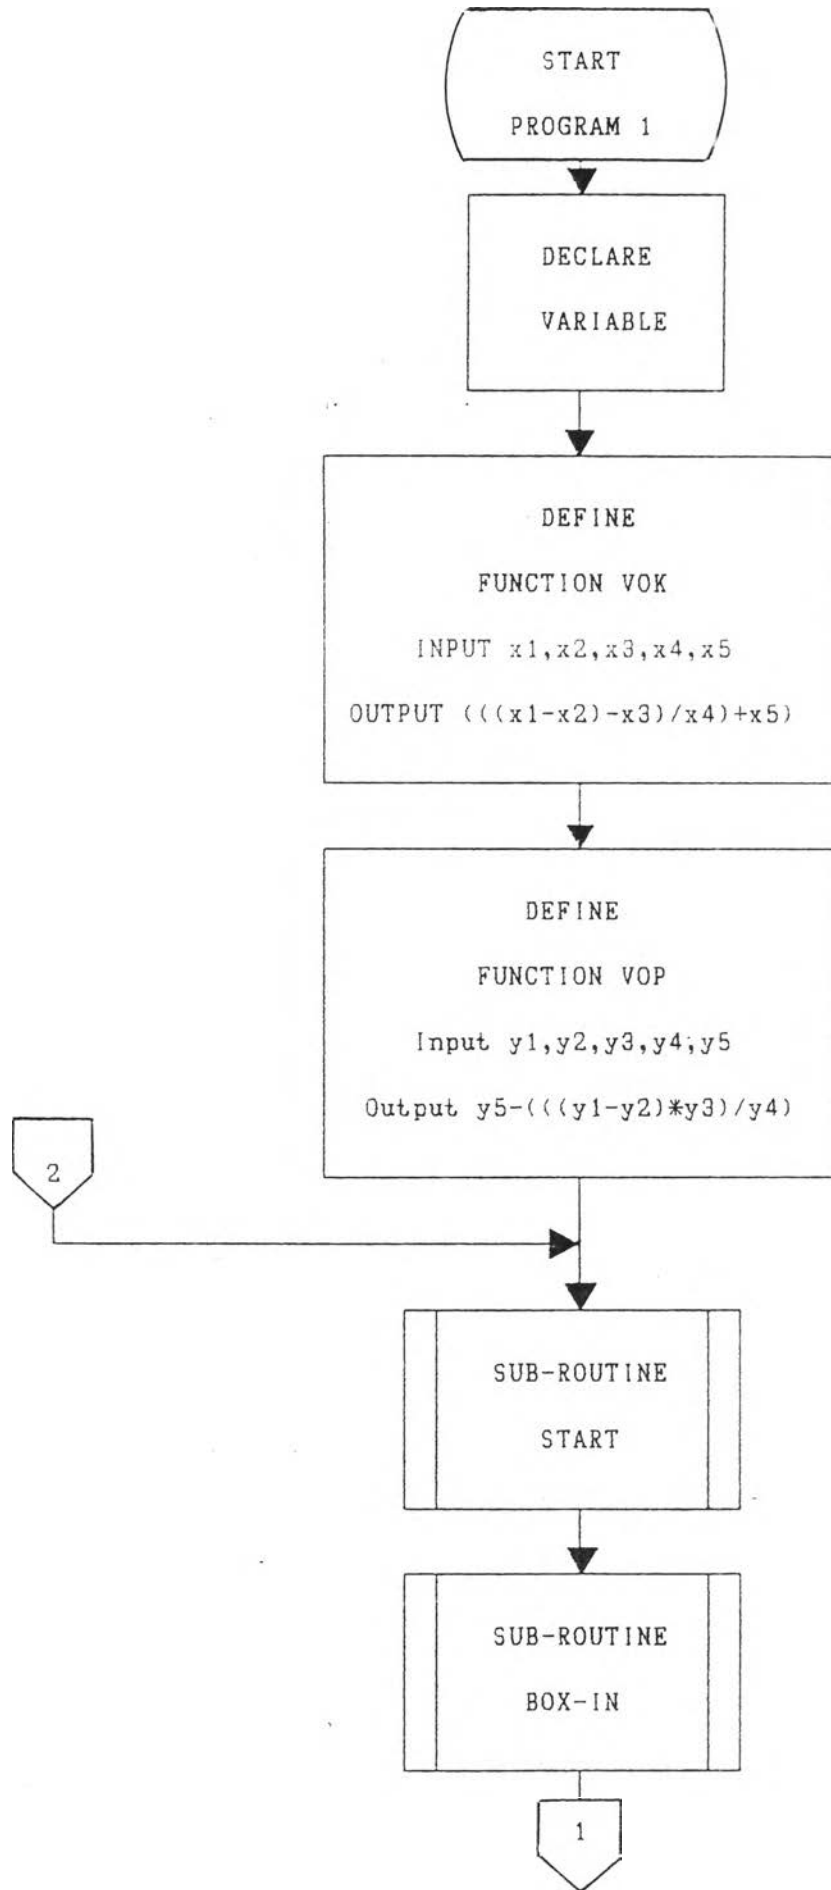 START
PROGRAM 1
DECLARE
VARIABLE
DEFINE
FUNCTION VOK
INPUT x1,x2,x3,x4,x5
OUTPUT (((x1-x2)-x3)/x4)+x5)
DEFINE
FUNCTION VOP
Input y1,y2,y3,y4,y5
Output y5-(((y1-y2)*y3)/y4)
2
SUB-ROUTINE
START
SUB-ROUTINE
BOX-IN
1